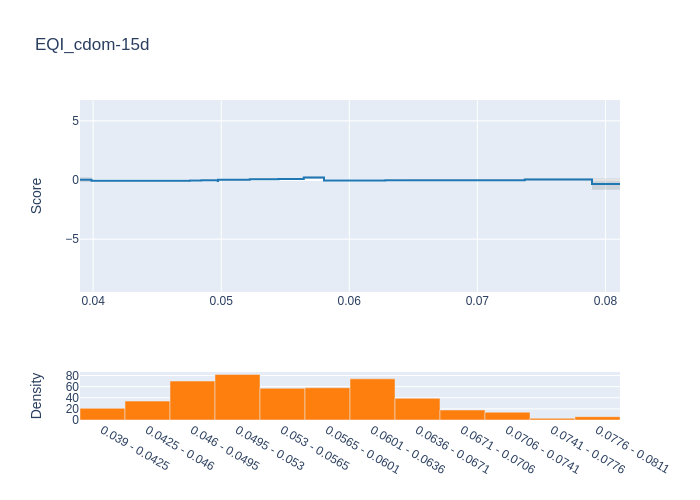 EQI_cdom-15d
Score
5
0
−5
0.04 0.05 0.06 0.07 0.08
Density
80
60
40
20
0
0.039 - 0.0425
0.0425 - 0.046
0.046 - 0.0495
0.0495 - 0.053
0.053 - 0.0565
0.0565 - 0.0601
0.0601 - 0.0636
0.0636 - 0.0671
0.0671 - 0.0706
0.0706 - 0.0741
0.0741 - 0.0776
0.0776 - 0.0811